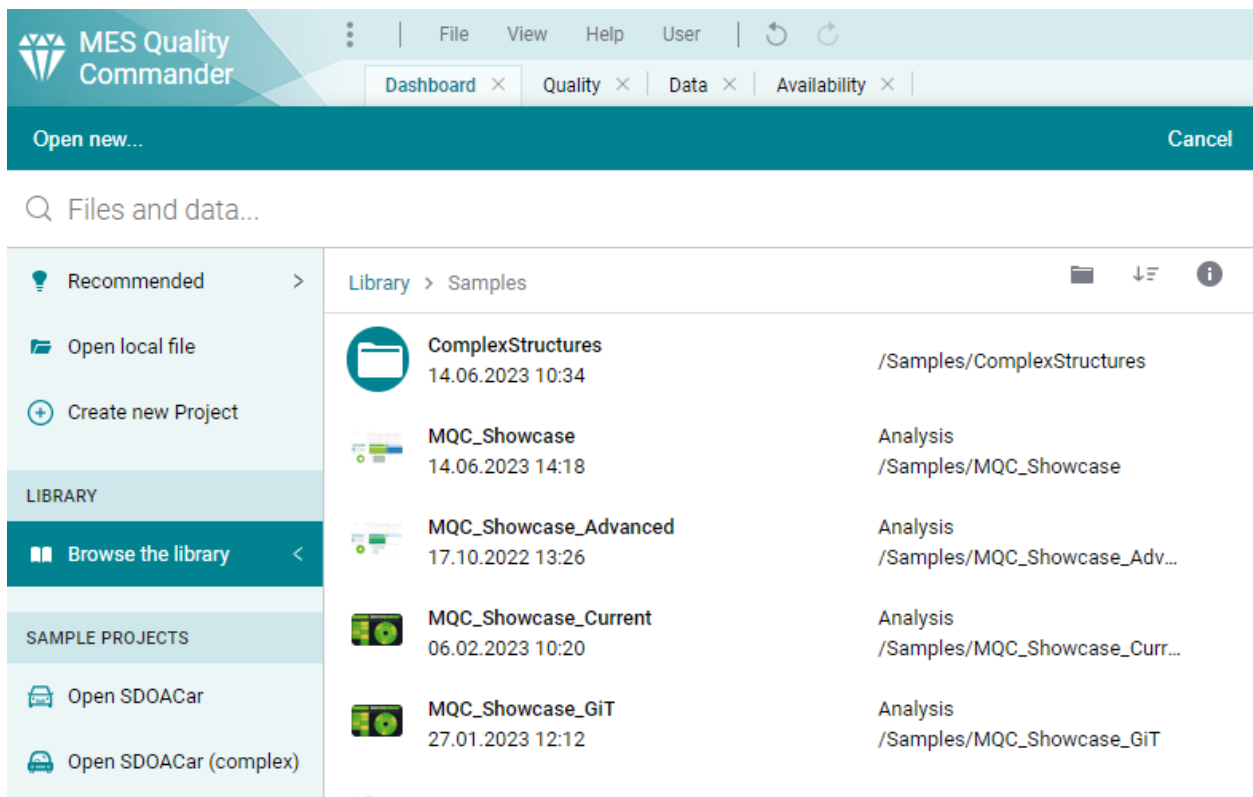 MES Quality
Commander
File View Help User
Dashboard Quality Data Availability
Open new...
Cancel
Files and data...
Recommended
Open local file
Create new Project
LIBRARY
Browse the library
SAMPLE PROJECTS
Open SDOACar
Open SDOACar (complex)
Library > Samples
ComplexStructures
14.06.2023 10:34
/Samples/ComplexStructures
MQC_Showcase
14.06.2023 14:18
Analysis
/Samples/MQC_Showcase
MQC_Showcase_Advanced
17.10.2022 13:26
Analysis
/Samples/MQC_Showcase_Adv...
MQC_Showcase_Current
06.02.2023 10:20
Analysis
/Samples/MQC_Showcase_Curr...
MQC_Showcase_GiT
27.01.2023 12:12
Analysis
/Samples/MQC_Showcase_GiT